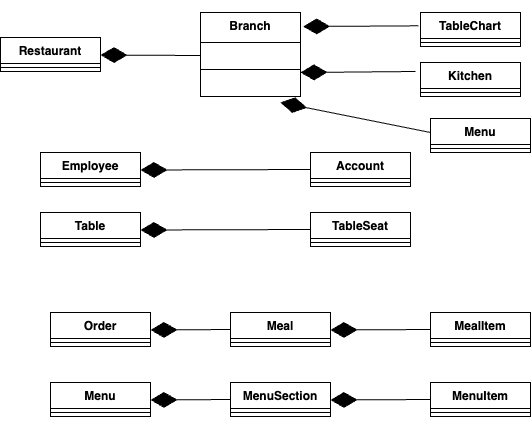 Branch
TableChart
Restaurant
Kitchen
Menu
Employee
Account
Table
TableSeat
Order
Meal
MealItem
Menu
MenuSection
MenuItem